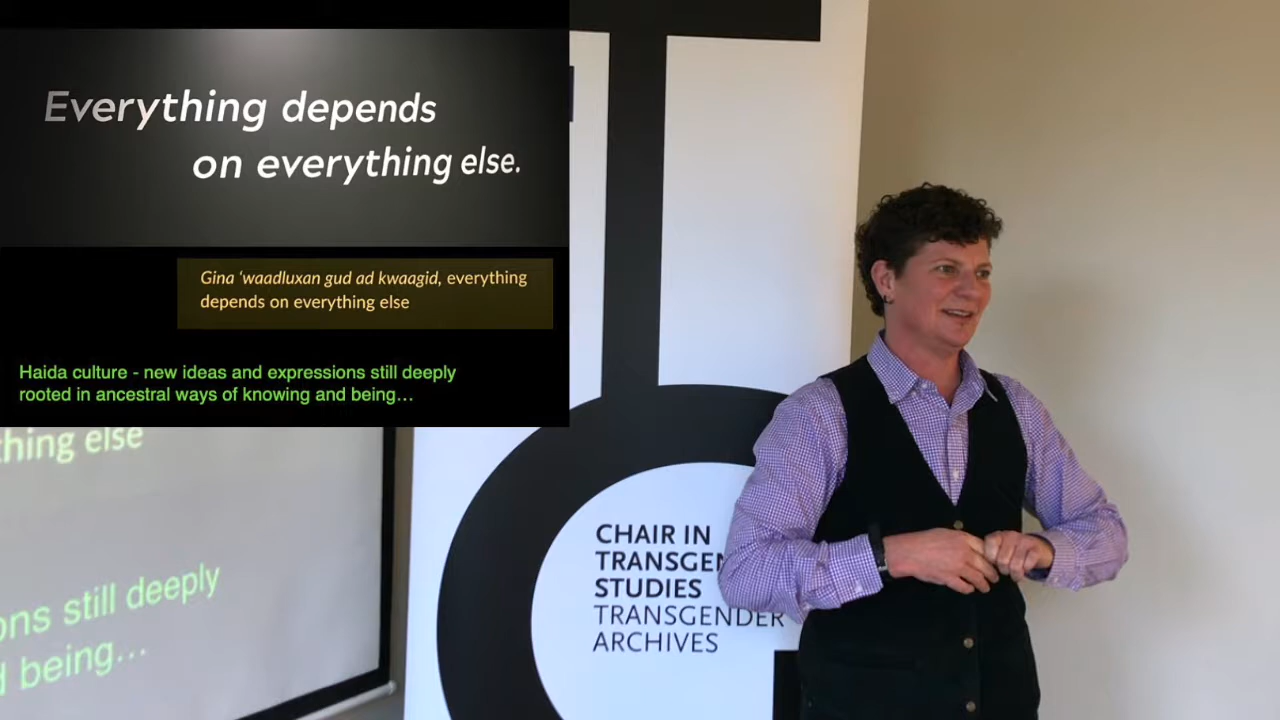 Everything depends
on everything else.
Gina ‘waadluxan gud ad kwaagid, everything
depends on everything else
Haida culture - new ideas and expressions still deeply
rooted in ancestral ways of knowing and being…
thing else
ons still deeply
d being…
CHAIR IN
TRANSGEN
STUDIES
TRANSGENDER
ARCHIVES